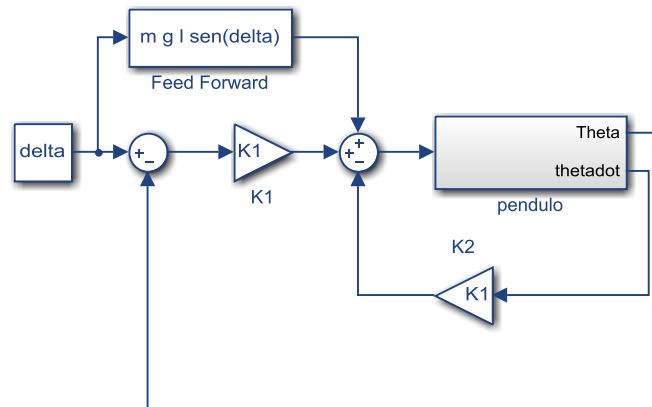 m g l sen(delta)
Feed Forward
delta
+
−
K1
K1
+
+
−
Theta
thetadot
pendulo
K2
K1